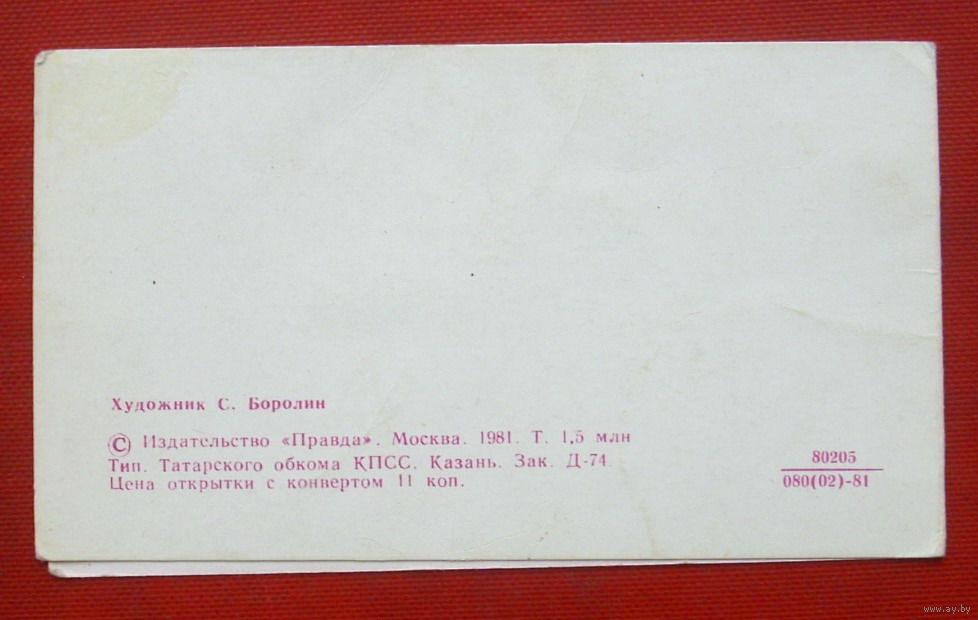 Художник С. Боролин
© Издательство «Правда». Москва. 1981. Т. 1,5 млн
Тип. Татарского обкома КПСС. Казань. Зак. Д-74.
Цена открытки с конвертом 11 коп.
80205
080(02)-81
www.ay.by